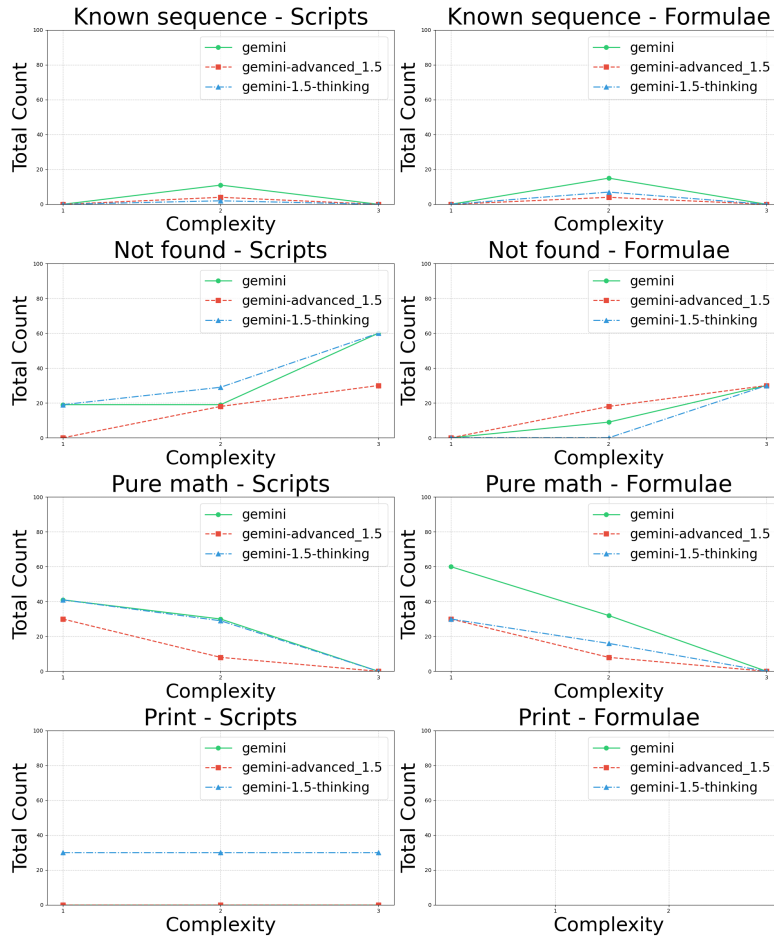 Known sequence - Scripts
100
80
60
40
20
0
Total Count
gemini
gemini-advanced_1.5
gemini-1.5-thinking
1 2 3
Complexity
Known sequence - Formulae
100
80
60
40
20
0
Total Count
gemini
gemini-advanced_1.5
gemini-1.5-thinking
1 2 3
Complexity
Not found - Scripts
100
80
60
40
20
0
Total Count
gemini
gemini-advanced_1.5
gemini-1.5-thinking
1 2 3
Complexity
Not found - Formulae
100
80
60
40
20
0
Total Count
gemini
gemini-advanced_1.5
gemini-1.5-thinking
1 2 3
Complexity
Pure math - Scripts
100
80
60
40
20
0
Total Count
gemini
gemini-advanced_1.5
gemini-1.5-thinking
1 2 3
Complexity
Pure math - Formulae
100
80
60
40
20
0
Total Count
gemini
gemini-advanced_1.5
gemini-1.5-thinking
1 2 3
Complexity
Print - Scripts
100
80
60
40
20
0
Total Count
gemini
gemini-advanced_1.5
gemini-1.5-thinking
1 2 3
Complexity
Print - Formulae
100
80
60
40
20
0
Total Count
gemini
gemini-advanced_1.5
gemini-1.5-thinking
1 2
Complexity